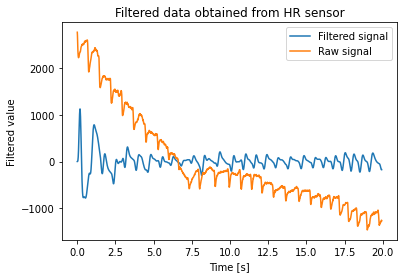 Filtered data obtained from HR sensor
Filtered signal
Raw signal
Filtered value
2000
1000
0
−1000
0.0 2.5 5.0 7.5 10.0 12.5 15.0 17.5 20.0
Time [s]